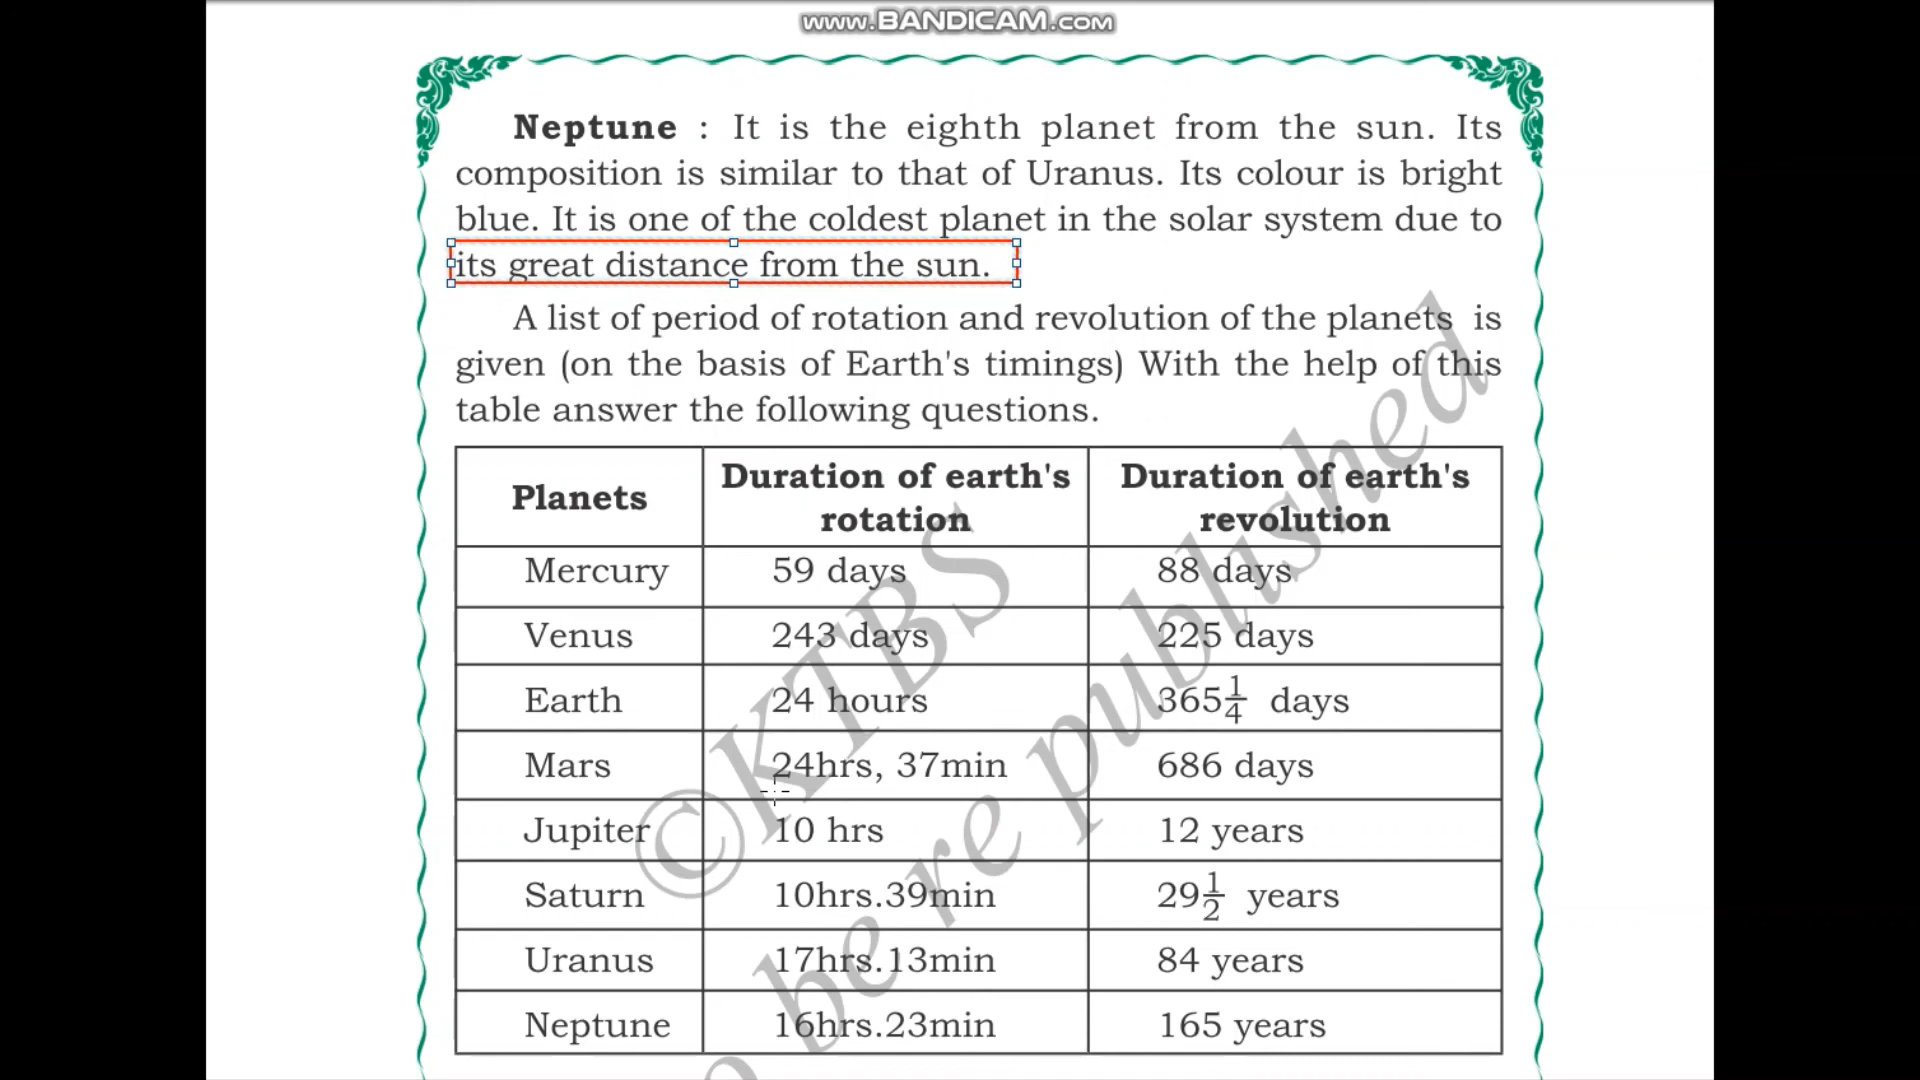 www.BANDICAM.com
Neptune : It is the eighth planet from the sun. Its
composition is similar to that of Uranus. Its colour is bright
blue. It is one of the coldest planet in the solar system due to
its great distance from the sun.
A list of period of rotation and revolution of the planets is
given (on the basis of Earth's timings) With the help of this
table answer the following questions.
Planets Duration of earth's rotation Duration of earth's revolution
Mercury 59 days 88 days
Venus 243 days 225 days
Earth 24 hours 365 1/4 days
Mars 24hrs, 37min 686 days
Jupiter 10 hrs 12 years
Saturn 10hrs.39min 29 1/2 years
Uranus 17hrs.13min 84 years
Neptune 16hrs.23min 165 years
©KTBS
o be re published